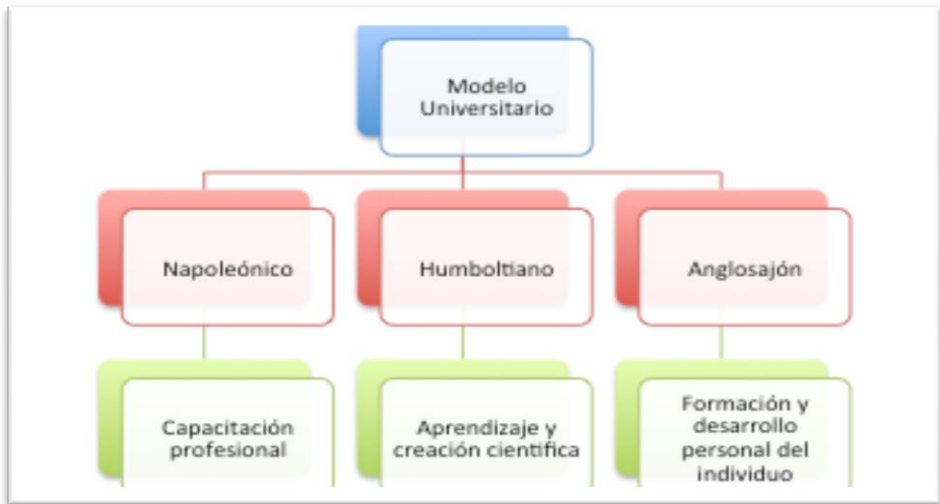 Modelo
Universitario
Napoleónico
Humboltiano
Anglosajón
Capacitación
profesional
Aprendizaje y
creación científica
Formación y
desarrollo
personal del
individuo